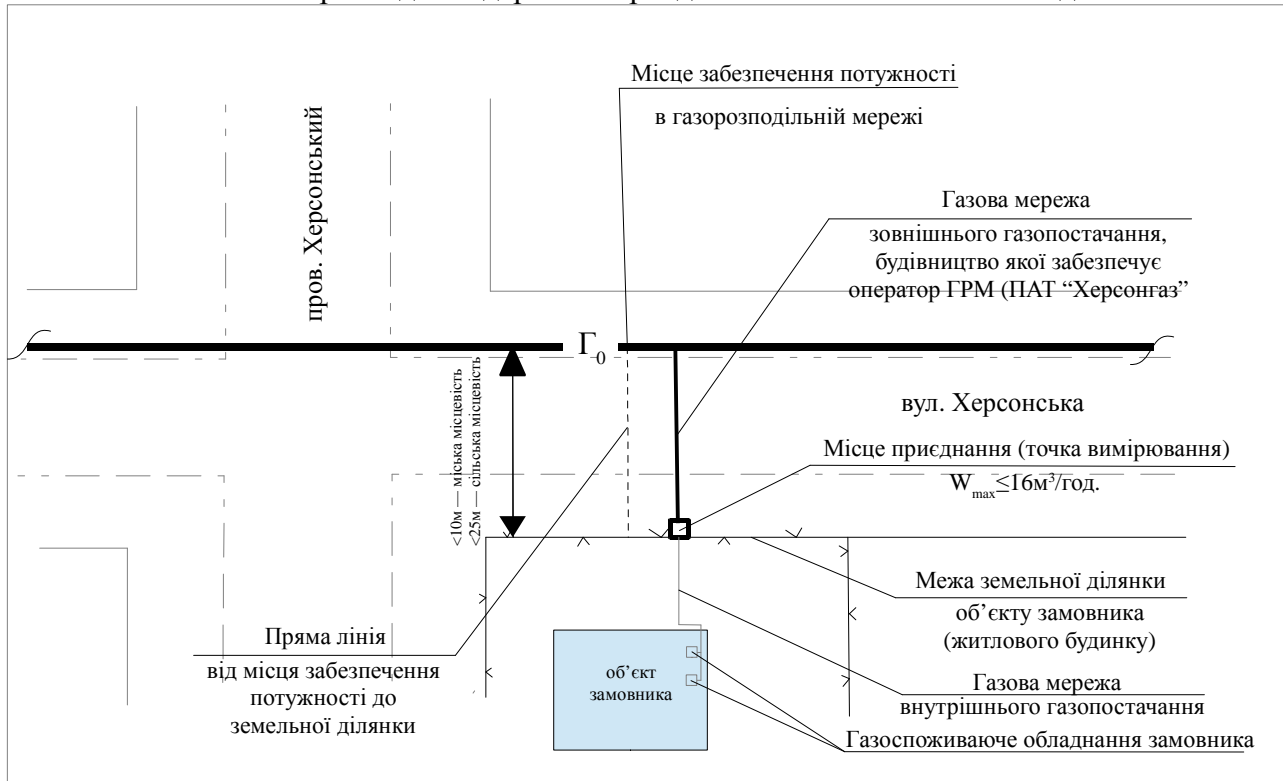 Місце забезпечення потужності
в газорозподільній мережі
пров. Херсонський
Газова мережа
зовнішнього газопостачання,
будівництво якої забезпечує
оператор ГРМ (ПАТ “Херсонгаз”
Г₀
<10м — міська місцевість
<25м — сільська місцевість
вул. Херсонська
Місце приєднання (точка вимірювання)
Wmax≤16м³/год.
Межа земельної ділянки
об’єкту замовника
(житлового будинку)
Пряма лінія
від місця забезпечення
потужності до
земельної ділянки
об’єкт
замовника
Газова мережа
внутрішнього газопостачання
Газоспоживаюче обладнання замовника